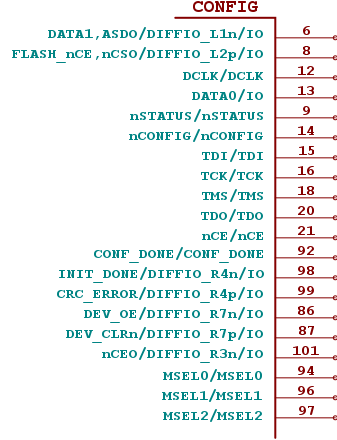 CONFIG
DATA1,ASDO/DIFFIO_L1n/IO 6
FLASH_nCE,nCSO/DIFFIO_L2p/IO 8
DCLK/DCLK 12
DATA0/IO 13
nSTATUS/nSTATUS 9
nCONFIG/nCONFIG 14
TDI/TDI 15
TCK/TCK 16
TMS/TMS 18
TDO/TDO 20
nCE/nCE 21
CONF_DONE/CONF_DONE 92
INIT_DONE/DIFFIO_R4n/IO 98
CRC_ERROR/DIFFIO_R4p/IO 99
DEV_OE/DIFFIO_R7n/IO 86
DEV_CLRn/DIFFIO_R7p/IO 87
nCEO/DIFFIO_R3n/IO 101
MSEL0/MSEL0 94
MSEL1/MSEL1 96
MSEL2/MSEL2 97